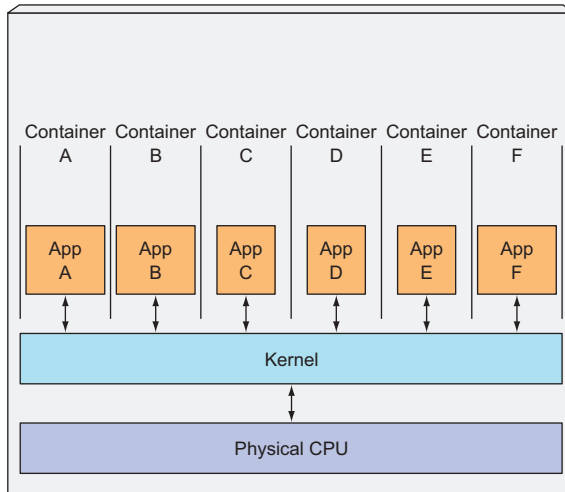 Container Container Container Container Container Container
A B C D E F
App App App App App App
A B C D E F
Kernel
Physical CPU